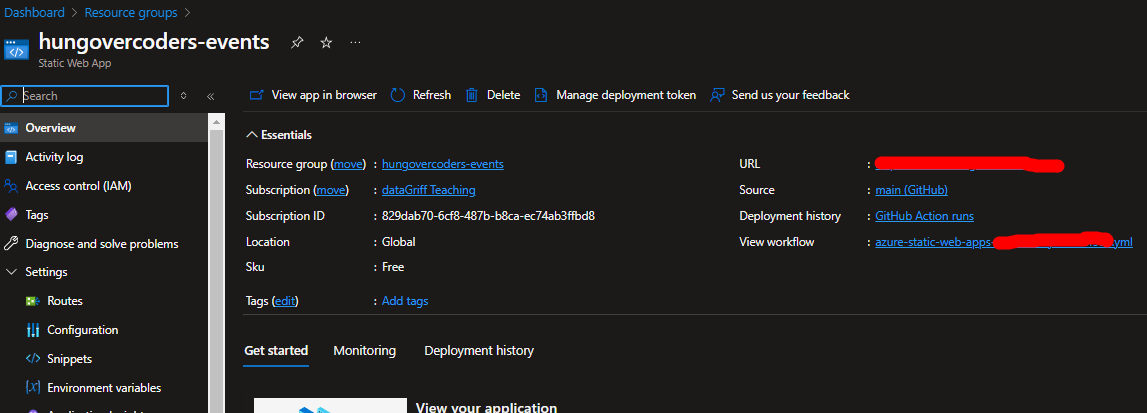 Dashboard > Resource groups >
hungovercoders-events
Static Web App
Search
View app in browser Refresh Delete Manage deployment token Send us your feedback
Overview
Activity log
Access control (IAM)
Tags
Diagnose and solve problems
Settings
Routes
Configuration
Snippets
Environment variables
Essentials
Resource group (move) : hungovercoders-events
Subscription (move) : dataGriff Teaching
Subscription ID : 829dab70-6cf8-487b-b8ca-ec74ab3ffbd8
Location : Global
Sku : Free
Tags (edit) : Add tags
URL :
Source : main (GitHub)
Deployment history : GitHub Action runs
View workflow : azure-static-web-apps- .yml
Get started Monitoring Deployment history
View your application